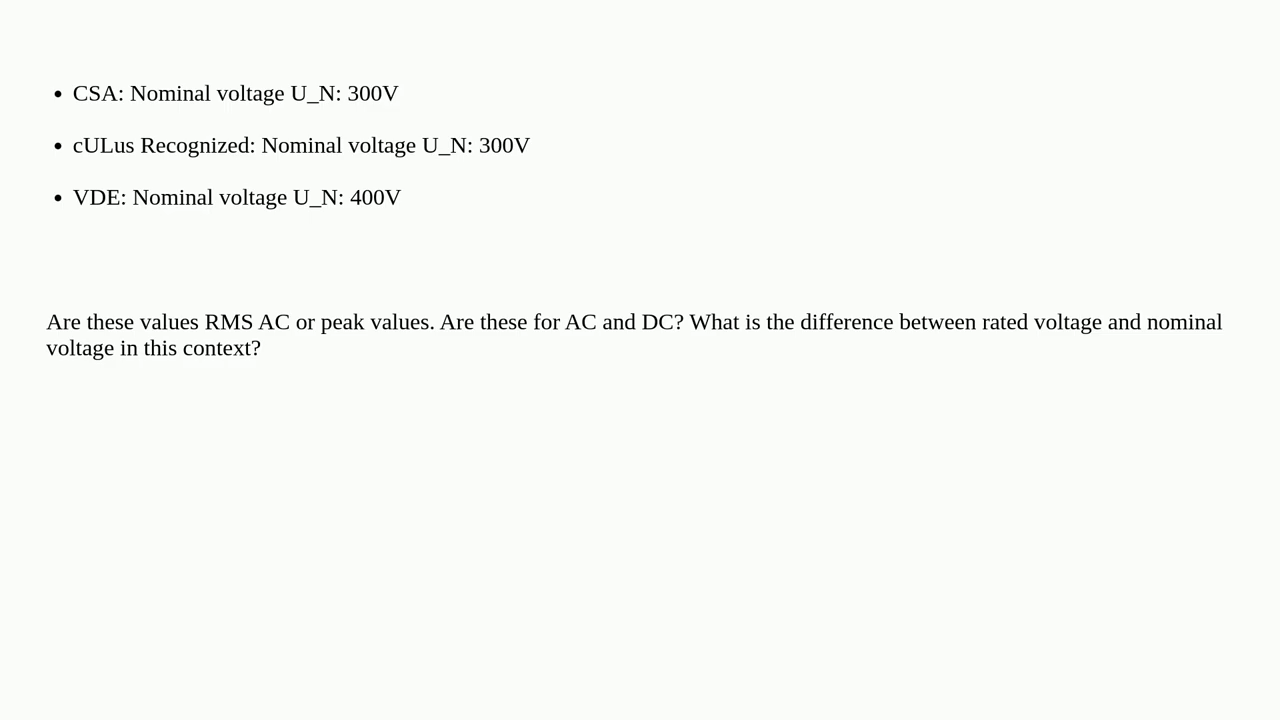 • CSA: Nominal voltage U_N: 300V
• cULus Recognized: Nominal voltage U_N: 300V
• VDE: Nominal voltage U_N: 400V
Are these values RMS AC or peak values. Are these for AC and DC? What is the difference between rated voltage and nominal
voltage in this context?